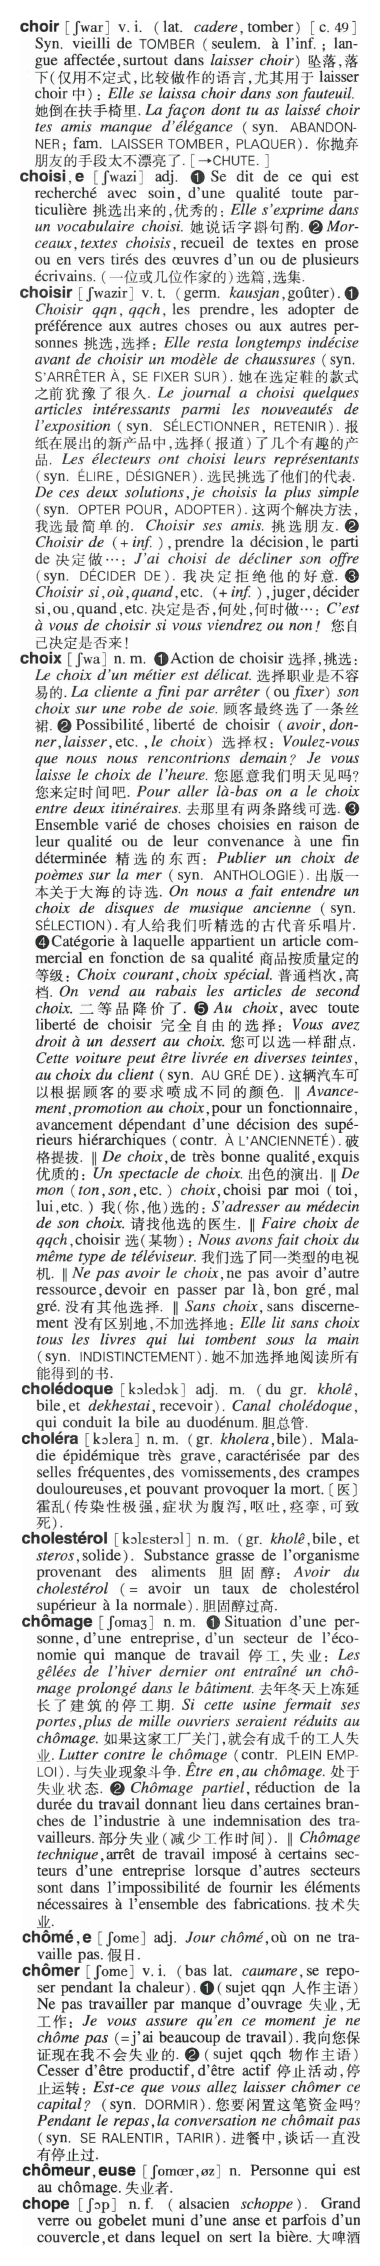 choir [ʃwar] v. i. (lat. cadere, tomber) [c. 49]
Syn. vieilli de TOMBER (seulem. à l'inf.; lan-
gue affectée, surtout dans laisser choir) 坠落,落
下(仅用不定式,比较做作的语言,尤其用于 laisser
choir 中): Elle se laissa choir dans son fauteuil.
她倒在扶手椅里. La façon dont tu as laissé choir
tes amis manque d'élégance (syn. ABANDON-
NER; fam. LAISSER TOMBER, PLAQUER). 你抛弃
朋友的手段太不漂亮了. [→CHUTE.]
choisi, e [ʃwazi] adj. ❶ Se dit de ce qui est
recherché avec soin, d'une qualité toute par-
ticulière 挑选出来的,优秀的: Elle s'exprime dans
un vocabulaire choisi. 她说话字斟句酌. ❷ Mor-
ceaux, textes choisis, recueil de textes en prose
ou en vers tirés des œuvres d'un ou de plusieurs
écrivains. (一位或几位作家的)选篇,选集.
choisir [ʃwazir] v. t. (germ. kausjan, goûter). ❶
Choisir qqn, qqch, les prendre, les adopter de
préférence aux autres choses ou aux autres per-
sonnes 挑选,选择: Elle resta longtemps indécise
avant de choisir un modèle de chaussures (syn.
S'ARRÊTER À, SE FIXER SUR). 她在选定鞋的款式
之前犹豫了很久. Le journal a choisi quelques
articles intéressants parmi les nouveautés de
l'exposition (syn. SÉLECTIONNER, RETENIR). 报
纸在展出的新产品中,选择(报道)了几个有趣的产
品. Les électeurs ont choisi leurs représentants
(syn. ÉLIRE, DÉSIGNER). 选民挑选了他们的代表.
De ces deux solutions, je choisis la plus simple
(syn. OPTER POUR, ADOPTER). 这两个解决方法,
我选最简单的. Choisir ses amis. 挑选朋友. ❷
Choisir de (+ inf.), prendre la décision, le parti
de 决定做…: J'ai choisi de décliner son offre
(syn. DÉCIDER DE). 我决定拒绝他的好意. ❸
Choisir si, où, quand, etc. (+ inf.), juger, décider
si, ou, quand, etc. 决定是否,何处,何时做…: C'est
à vous de choisir si vous viendrez ou non! 您自
己决定是否来!
choix [ʃwa] n. m. ❶ Action de choisir 选择,挑选:
Le choix d'un métier est délicat. 选择职业是不容
易的. La cliente a fini par arrêter (ou fixer) son
choix sur une robe de soie. 顾客最终选了一条丝
裙. ❷ Possibilité, liberté de choisir (avoir, don-
ner, laisser, etc., le choix) 选择权: Voulez-vous
que nous nous rencontrions demain? Je vous
laisse le choix de l'heure. 您愿意我们明天见吗?
您来定时间吧. Pour aller là-bas on a le choix
entre deux itinéraires. 去那里有两条路线可选. ❸
Ensemble varié de choses choisies en raison de
leur qualité ou de leur convenance à une fin
déterminée 精选的东西: Publier un choix de
poèmes sur la mer (syn. ANTHOLOGIE). 出版一
本关于大海的诗选. On nous a fait entendre un
choix de disques de musique ancienne (syn.
SÉLECTION). 有人给我们听精选的古代音乐唱片.
❹ Catégorie à laquelle appartient un article com-
mercial en fonction de sa qualité 商品按质量定的
等级: Choix courant, choix spécial. 普通档次,高
档. On vend au rabais les articles de second
choix. 二等品降价了. ❺ Au choix, avec toute
liberté de choisir 完全自由的选择: Vous avez
droit à un dessert au choix. 您可以选一样甜点.
Cette voiture peut être livrée en diverses teintes,
au choix du client (syn. AU GRÉ DE). 这辆汽车可
以根据顾客的要求喷成不同的颜色. ‖ Avance-
ment, promotion au choix, pour un fonctionnaire,
avancement dépendant d'une décision des supé-
rieurs hiérarchiques (contr. À L'ANCIENNETÉ). 破
格提拔. ‖ De choix, de très bonne qualité, exquis
优质的: Un spectacle de choix. 出色的演出. ‖ De
mon (ton, son, etc.) choix, choisi par moi (toi,
lui, etc.) 我(你,他)选的: S'adresser au médecin
de son choix. 请找他选的医生. ‖ Faire choix de
qqch, choisir 选(某物): Nous avons fait choix du
même type de téléviseur. 我们选了同一类型的电视
机. ‖ Ne pas avoir le choix, ne pas avoir d'autre
ressource, devoir en passer par là, bon gré, mal
gré. 没有其他选择. ‖ Sans choix, sans discerne-
ment 没有区别地,不加选择地: Elle lit sans choix
tous les livres qui lui tombent sous la main
(syn. INDISTINCTEMENT). 她不加选择地阅读所有
能得到的书.
cholédoque [kɔledɔk] adj. m. (du gr. kholê,
bile, et dekhestai, recevoir). Canal cholédoque,
qui conduit la bile au duodénum. 胆总管.
choléra [kɔlera] n. m. (gr. kholera, bile). Mala-
die épidémique très grave, caractérisée par des
selles fréquentes, des vomissements, des crampes
douloureuses, et pouvant provoquer la mort. [医]
霍乱(传染性极强,症状为腹泻,呕吐,痉挛,可致
死).
cholestérol [kɔlesterɔl] n. m. (gr. kholê, bile, et
steros, solide). Substance grasse de l'organisme
provenant des aliments 胆固醇: Avoir du
cholestérol (= avoir un taux de cholestérol
supérieur à la normale). 胆固醇过高.
chômage [ʃomaʒ] n. m. ❶ Situation d'une per-
sonne, d'une entreprise, d'un secteur de l'éco-
nomie qui manque de travail 停工,失业: Les
gêlées de l'hiver dernier ont entraîné un chô-
mage prolongé dans le bâtiment. 去年冬天上冻延
长了建筑的停工期. Si cette usine fermait ses
portes, plus de mille ouvriers seraient réduits au
chômage. 如果这家工厂关门,就会有成千的工人失
业. Lutter contre le chômage (contr. PLEIN EMP-
LOI). 与失业现象斗争. Être en, au chômage. 处于
失业状态. ❷ Chômage partiel, réduction de la
durée du travail donnant lieu dans certaines bran-
ches de l'industrie à une indemnisation des tra-
vailleurs. 部分失业(减少工作时间). ‖ Chômage
technique, arrêt de travail imposé à certains sec-
teurs d'une entreprise lorsque d'autres secteurs
sont dans l'impossibilité de fournir les éléments
nécessaires à l'ensemble des fabrications. 技术失
业.
chômé, e [ʃome] adj. Jour chômé, où on ne tra-
vaille pas. 假日.
chômer [ʃome] v. i. (bas lat. caumare, se repo-
ser pendant la chaleur). ❶ (sujet qqn 人作主语)
Ne pas travailler par manque d'ouvrage 失业,无
工作: Je vous assure qu'en ce moment je ne
chôme pas (= j'ai beaucoup de travail). 我向您保
证现在我不会失业的. ❷ (sujet qqch 物作主语)
Cesser d'être productif, d'être actif 停止活动,停
止运转: Est-ce que vous allez laisser chômer ce
capital? (syn. DORMIR). 您要闲置这笔资金吗?
Pendant le repas, la conversation ne chômait pas
(syn. SE RALENTIR, TARIR). 进餐中,谈话一直没
有停止过.
chômeur, euse [ʃomœr, øz] n. Personne qui est
au chômage. 失业者.
chope [ʃɔp] n. f. (alsacien schoppe). Grand
verre ou gobelet muni d'une anse et parfois d'un
couvercle, et dans lequel on sert la bière. 大啤酒